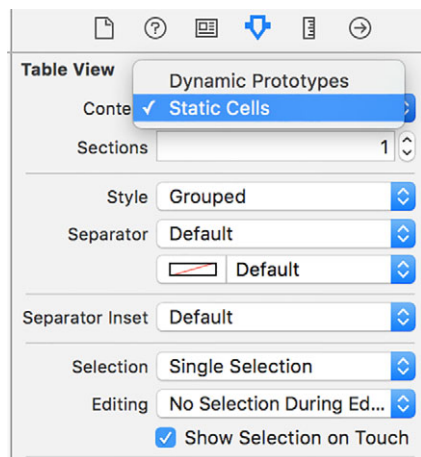 Table View
Dynamic Prototypes
Conte ✓ Static Cells
Sections 1
Style Grouped
Separator Default
Default
Separator Inset Default
Selection Single Selection
Editing No Selection During Ed...
Show Selection on Touch